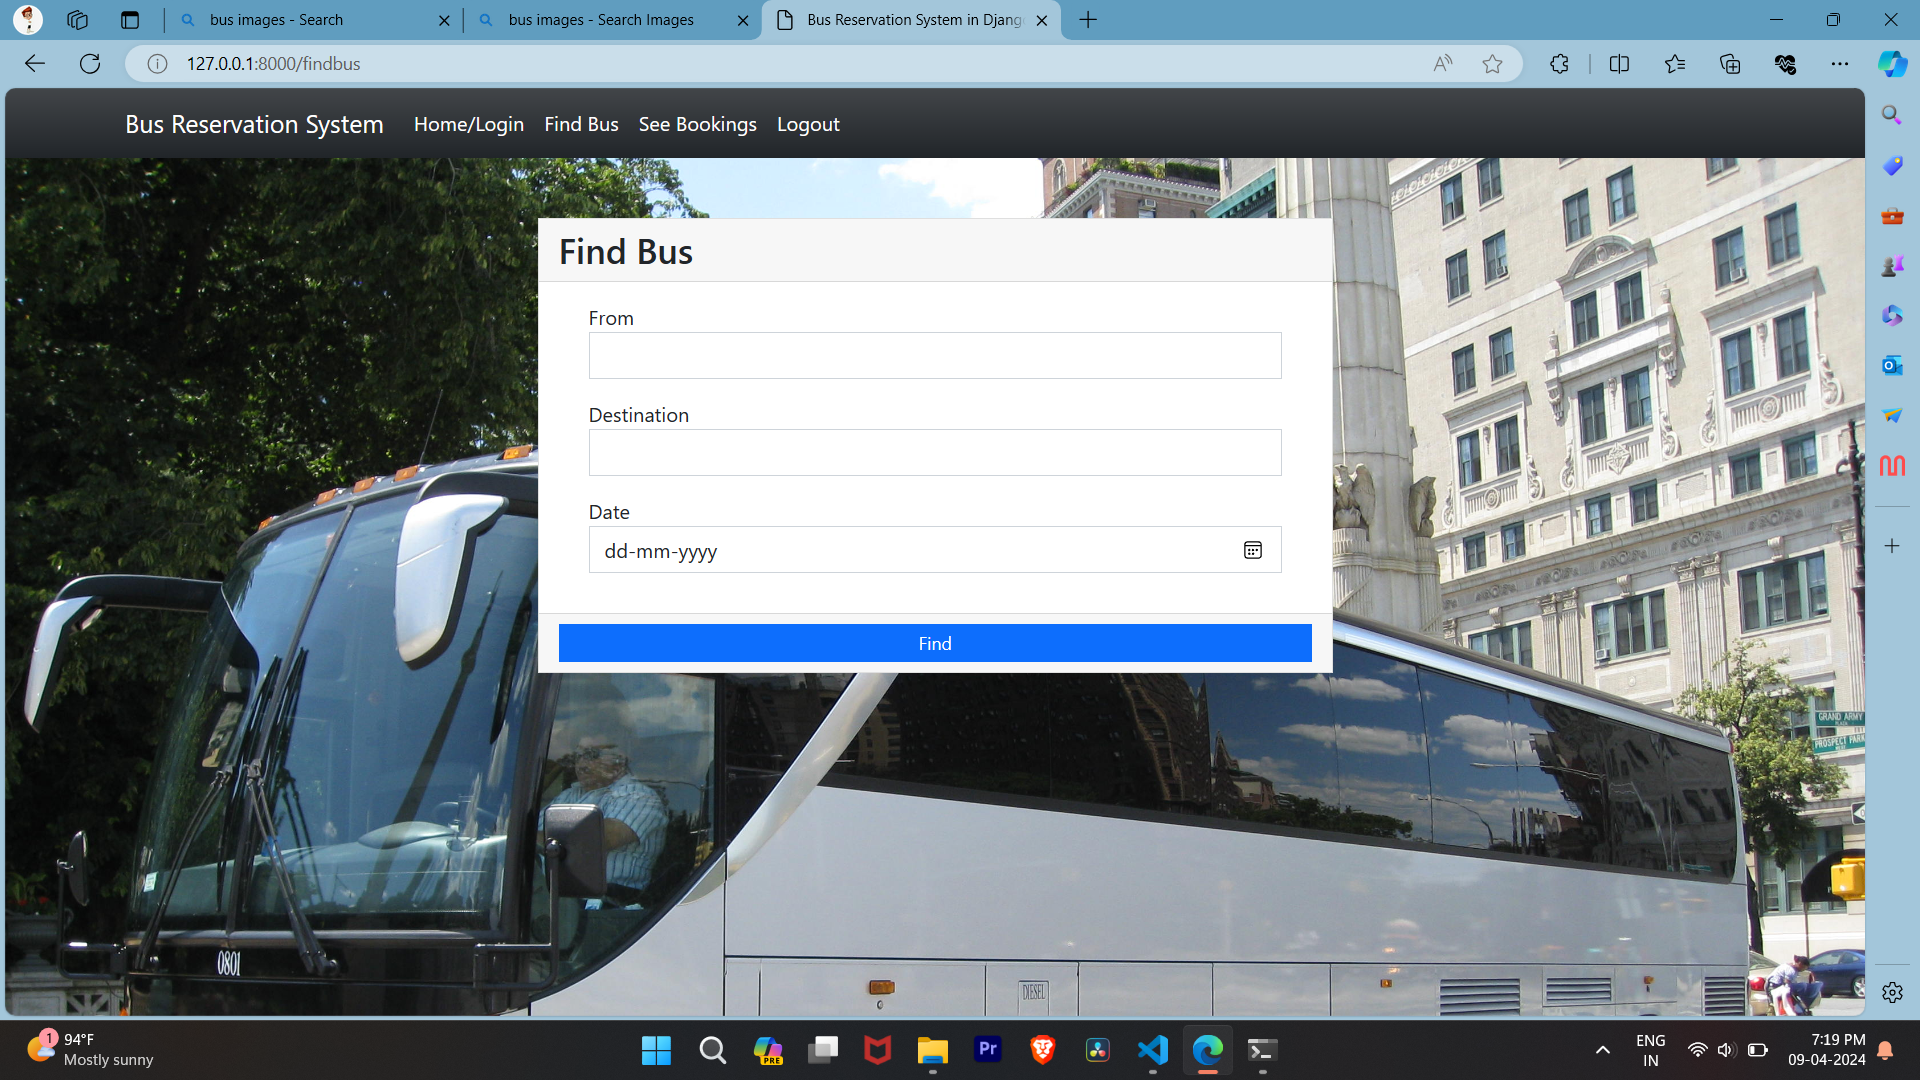 bus images - Search
bus images - Search Images
Bus Reservation System in Djang
127.0.0.1:8000/findbus
Bus Reservation System
Home/Login
Find Bus
See Bookings
Logout
Find Bus
From
Destination
Date
dd-mm-yyyy
Find
GRAND ARMY
PROSPECT PARK
0801
DIESEL
1
94°F
Mostly sunny
PRE
Pr
ENG
IN
7:19 PM
09-04-2024